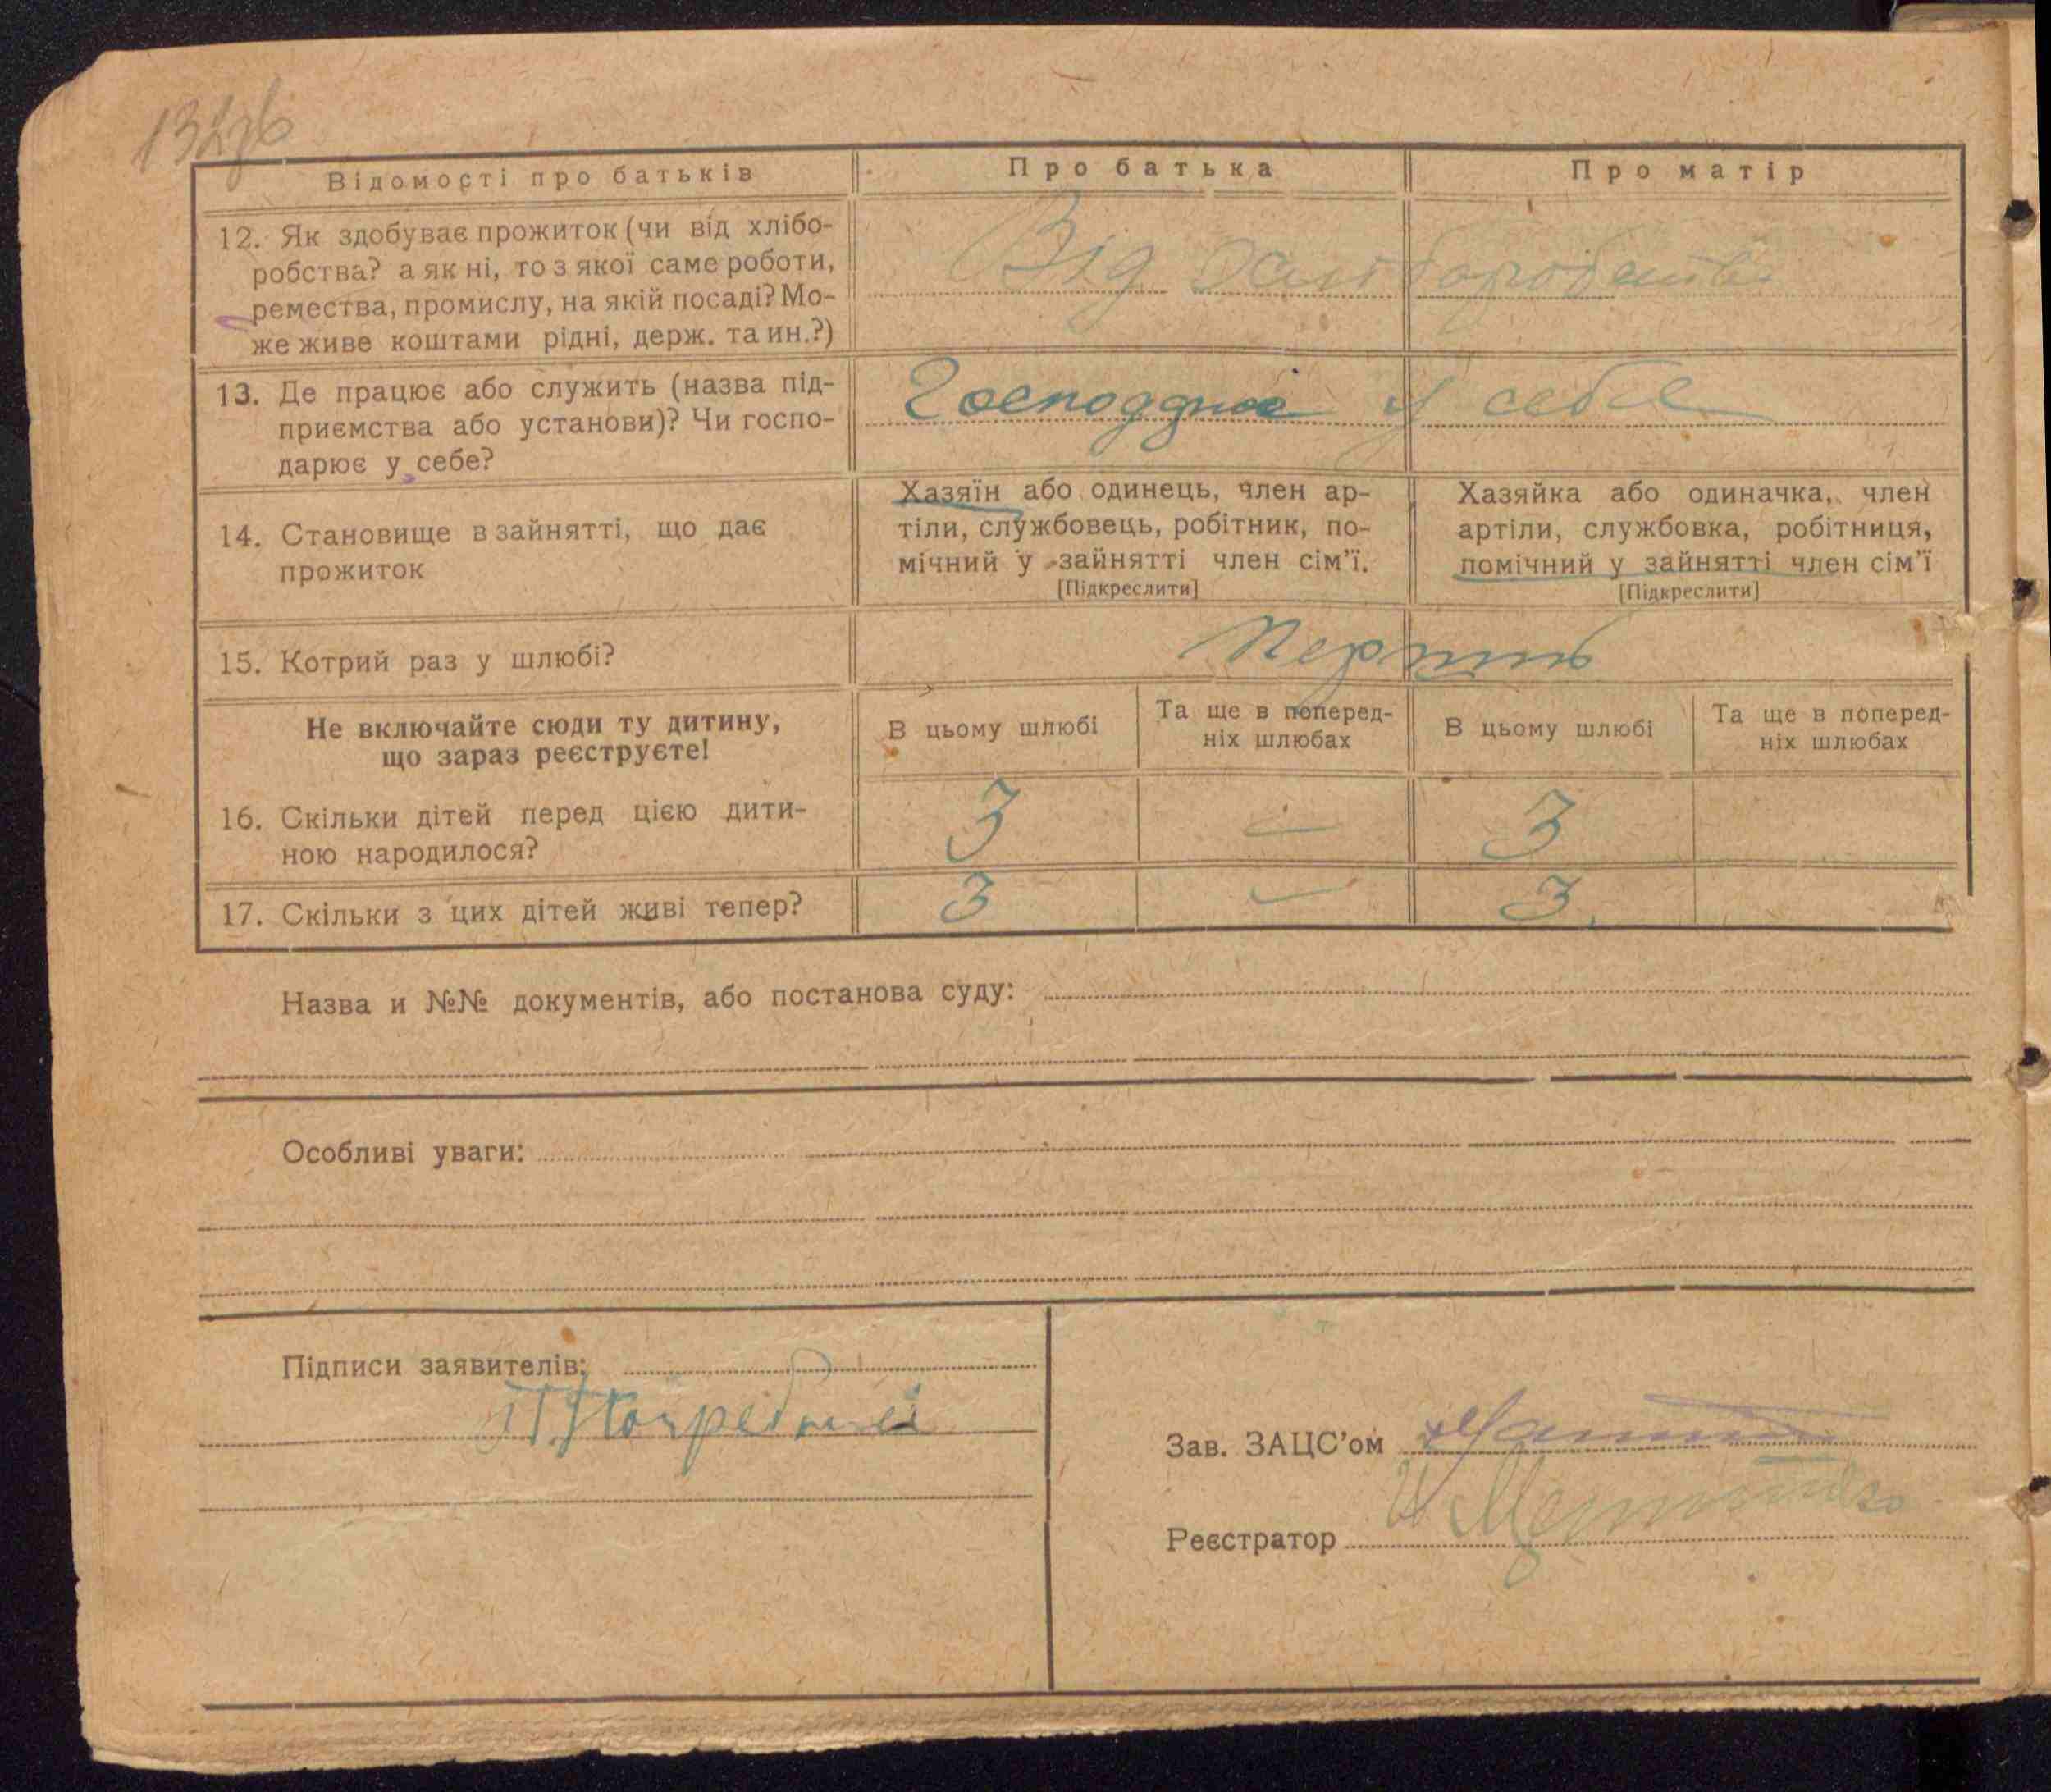 132зв
Відомості про батьків
Про батька
Про матір
12. Як здобуває прожиток (чи від хлібо-
робства? а як ні, то з якої саме роботи,
ремества, промислу, на якій посаді? Мо-
же живе коштами рідні, держ. та ин.?)
Від
13. Де працює або служить (назва під-
приємства або установи)? Чи госпо-
дарює у себе?
у себе
14. Становище в зайнятті, що дає
прожиток
Хазяїн або одинець, член ар-
тіли, службовець, робітник, по-
мічний у зайнятті член сім'ї.
[Підкреслити]
Хазяйка або одиначка, член
артіли, службовка, робітниця,
помічний у зайнятті член сім'ї
[Підкреслити]
15. Котрий раз у шлюбі?
Не включайте сюди ту дитину,
що зараз реєструєте!
В цьому шлюбі
Та ще в поперед-
ніх шлюбах
В цьому шлюбі
Та ще в поперед-
ніх шлюбах
16. Скільки дітей перед цією дити-
ною народилося?
3 — 3
17. Скільки з цих дітей живі тепер?
3 — 3.
Назва и №№ документів, або постанова суду:
Особливі уваги:
Підписи заявителів:
Зав. ЗАЦС'ом
Реєстратор